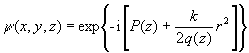 ψ(x, y, z) = exp{-i[P(z) + k/2q(z) r²]}